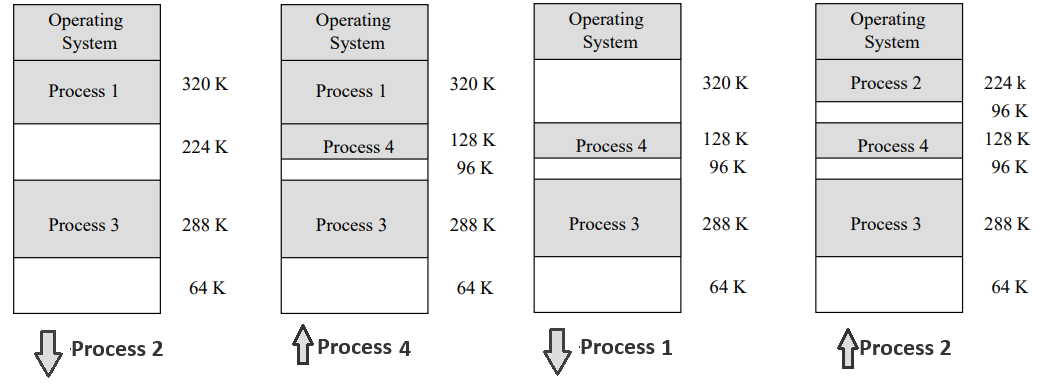 Operating
System
Process 1
320 K
224 K
Process 3
288 K
64 K
Process 2
Operating
System
Process 1
320 K
Process 4
128 K
96 K
Process 3
288 K
64 K
Process 4
Operating
System
320 K
Process 4
128 K
96 K
Process 3
288 K
64 K
Process 1
Operating
System
Process 2
224 k
96 K
Process 4
128 K
96 K
Process 3
288 K
64 K
Process 2